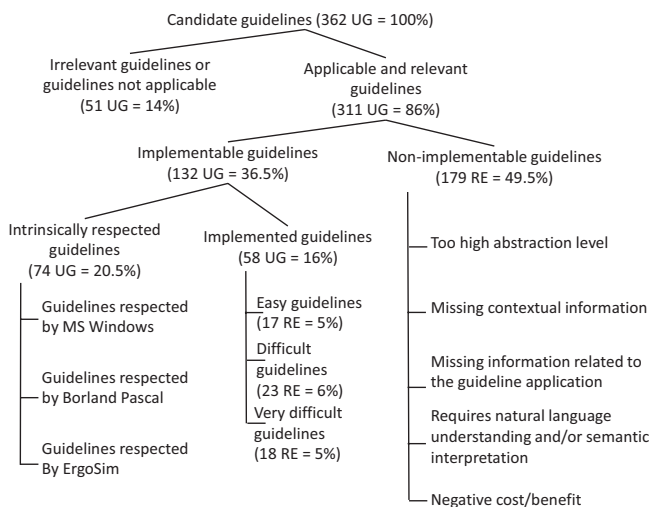 Candidate guidelines (362 UG = 100%)
Irrelevant guidelines or
guidelines not applicable
(51 UG = 14%)
Applicable and relevant
guidelines
(311 UG = 86%)
Implementable guidelines
(132 UG = 36.5%)
Non-implementable guidelines
(179 RE = 49.5%)
Intrinsically respected
guidelines
(74 UG = 20.5%)
Guidelines respected
by MS Windows
Guidelines respected
by Borland Pascal
Guidelines respected
By ErgoSim
Implemented guidelines
(58 UG = 16%)
Easy guidelines
(17 RE = 5%)
Difficult
guidelines
(23 RE = 6%)
Very difficult
guidelines
(18 RE = 5%)
Too high abstraction level
Missing contextual information
Missing information related to
the guideline application
Requires natural language
understanding and/or semantic
interpretation
Negative cost/benefit